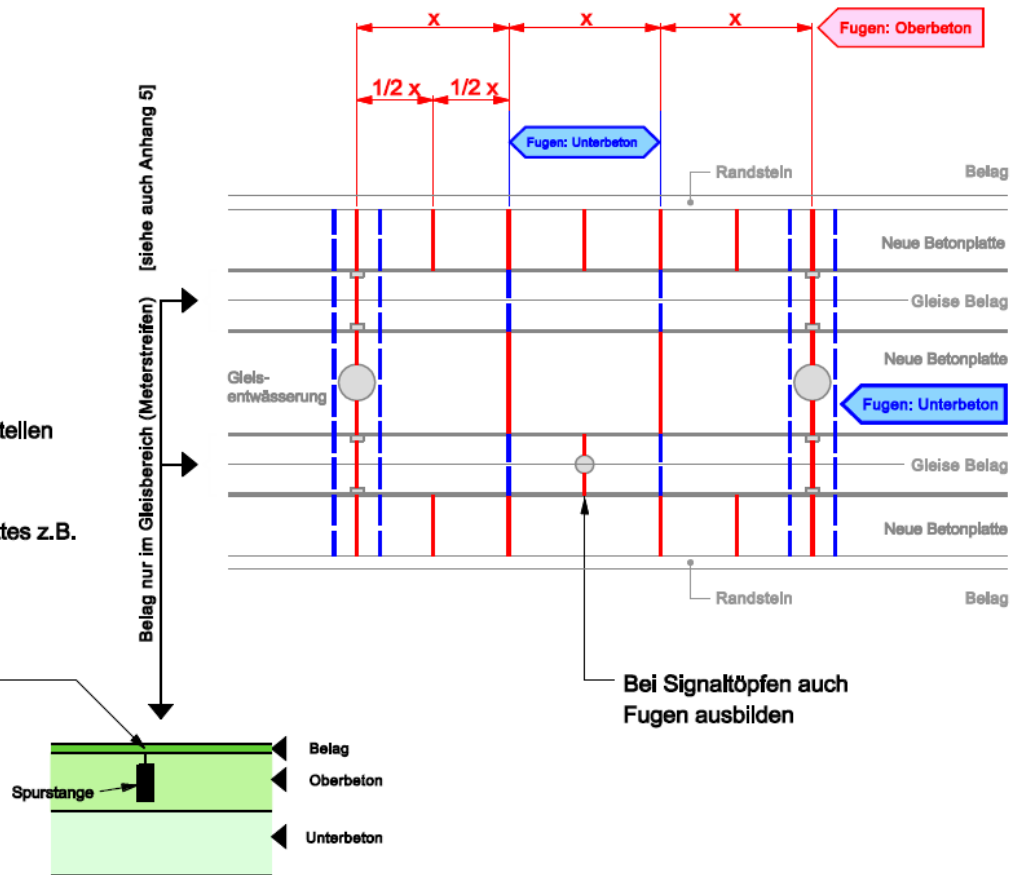 x
x
x
Fugen: Oberbeton
1/2 x
1/2 x
Fugen: Unterbeton
Randstein
Belag
Neue Betonplatte
Gleise Belag
Neue Betonplatte
Gleis-
entwässerung
Fugen: Unterbeton
Gleise Belag
Neue Betonplatte
Randstein
Belag
Belag nur im Gleisbereich (Meterstreifen) [siehe auch Anhang 5]
tellen
tes z.B.
Bei Signaltöpfen auch
Fugen ausbilden
Belag
Spurstange
Oberbeton
Unterbeton